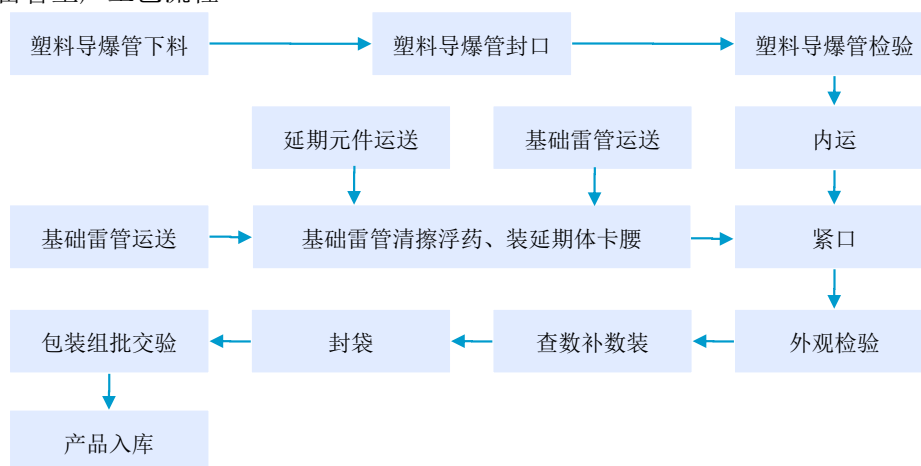 塑料导爆管下料
塑料导爆管封口
塑料导爆管检验
延期元件运送
基础雷管运送
内运
基础雷管运送
基础雷管清擦浮药、装延期体卡腰
紧口
包装组批交验
封袋
查数补数装
外观检验
产品入库